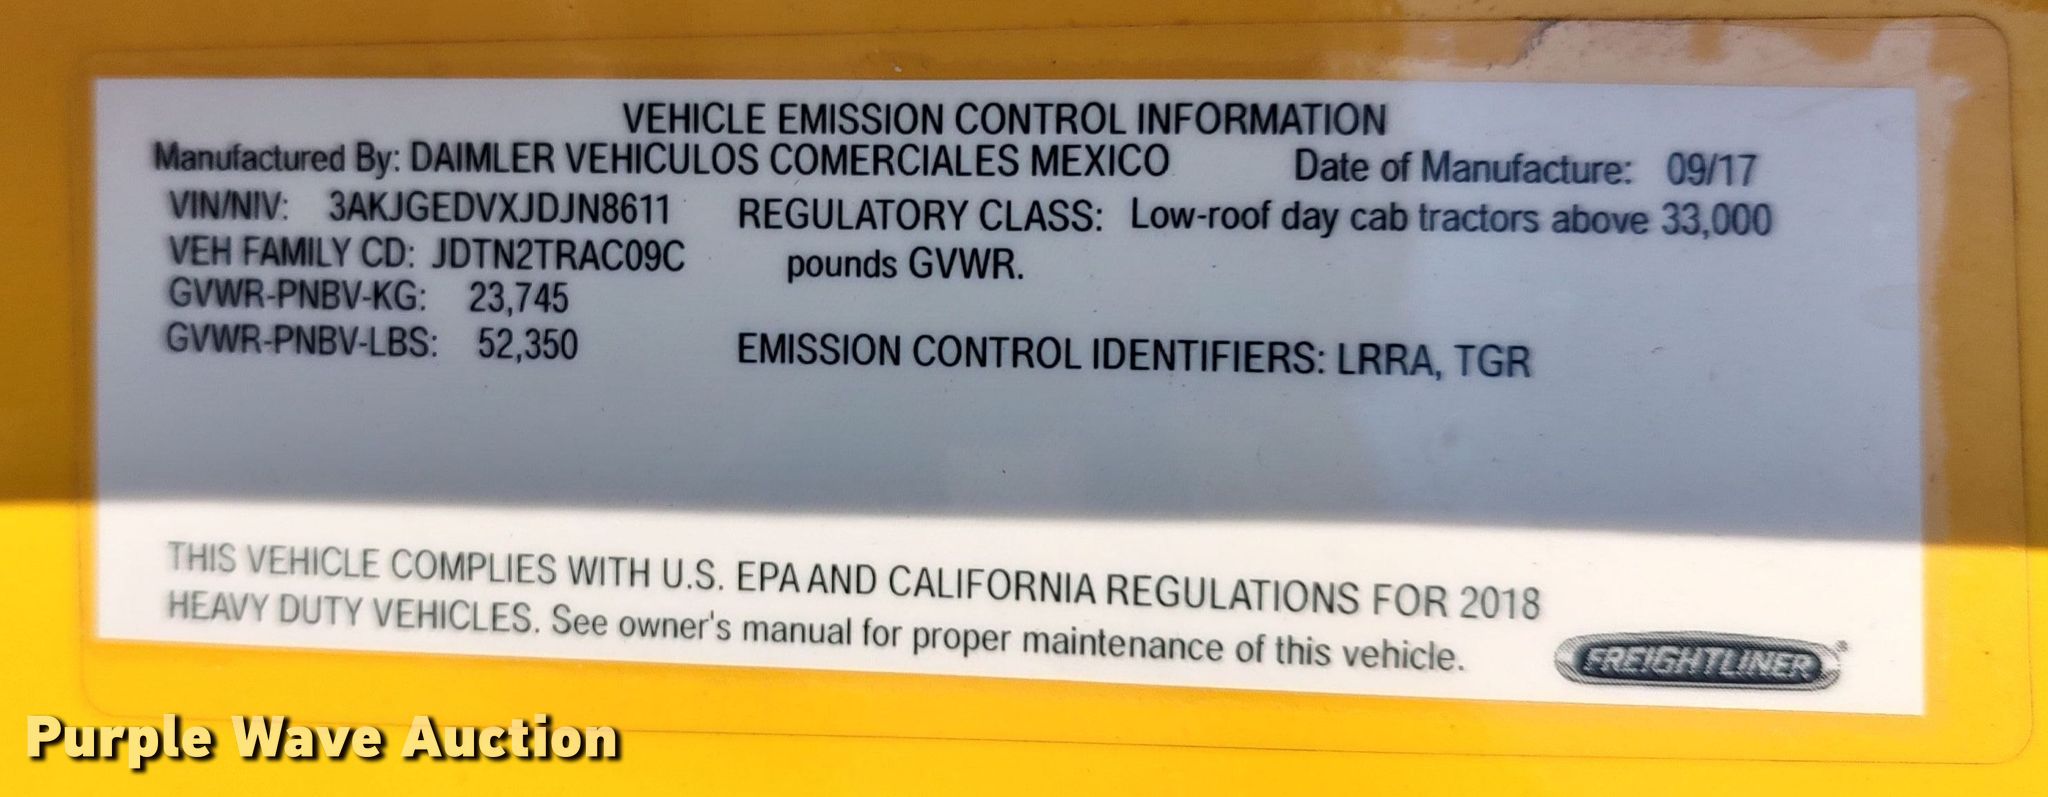 VEHICLE EMISSION CONTROL INFORMATION
Manufactured By: DAIMLER VEHICULOS COMERCIALES MEXICO Date of Manufacture: 09/17
VIN/NIV: 3AKJGEDVXJDJN8611 REGULATORY CLASS: Low-roof day cab tractors above 33,000
VEH FAMILY CD: JDTN2TRAC09C pounds GVWR.
GVWR-PNBV-KG: 23,745
GVWR-PNBV-LBS: 52,350 EMISSION CONTROL IDENTIFIERS: LRRA, TGR
THIS VEHICLE COMPLIES WITH U.S. EPA AND CALIFORNIA REGULATIONS FOR 2018
HEAVY DUTY VEHICLES. See owner's manual for proper maintenance of this vehicle.
FREIGHTLINER
Purple Wave Auction